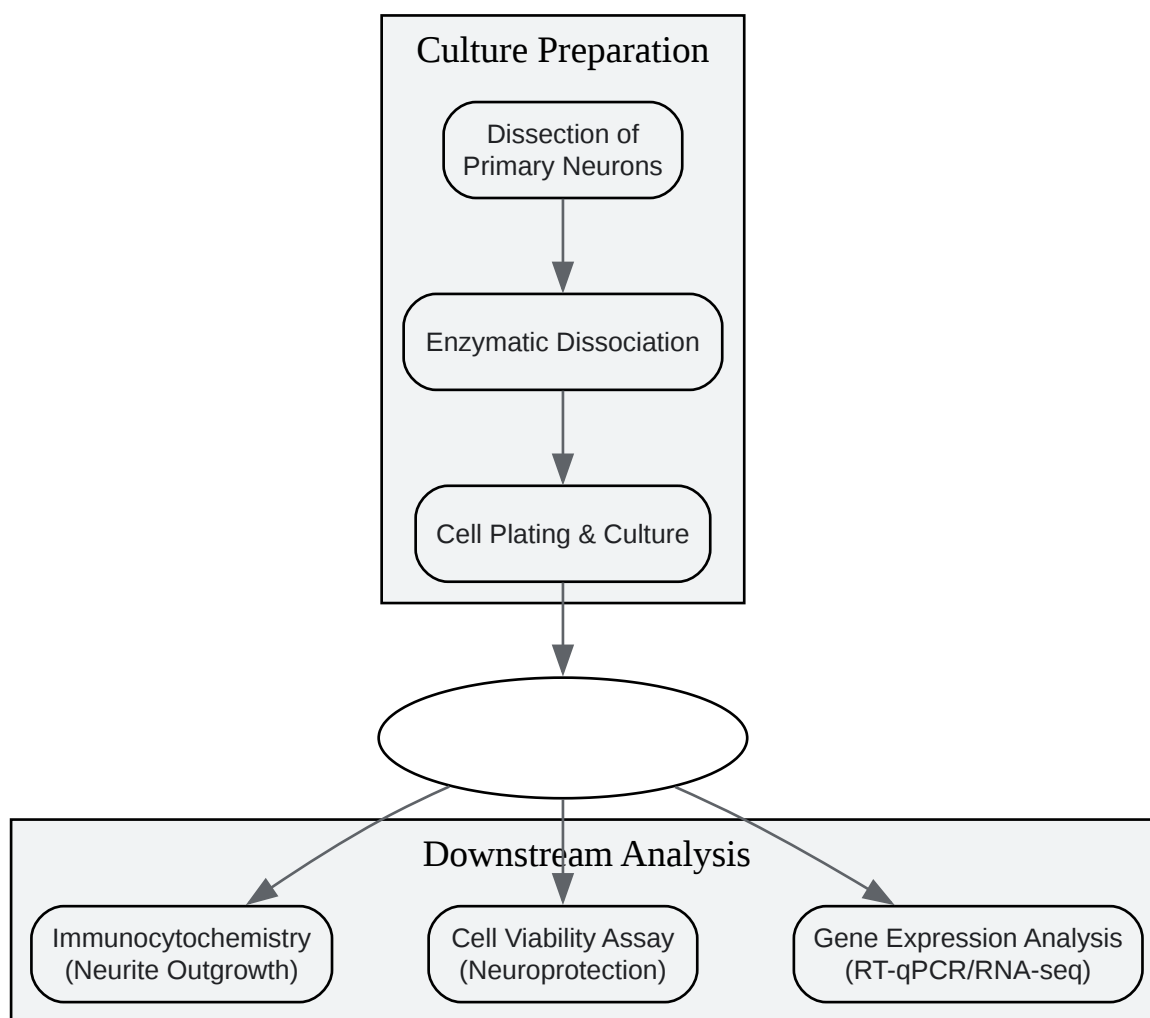 Culture Preparation
Dissection of
Primary Neurons
Enzymatic Dissociation
Cell Plating & Culture
Downstream Analysis
Immunocytochemistry
(Neurite Outgrowth)
Cell Viability Assay
(Neuroprotection)
Gene Expression Analysis
(RT-qPCR/RNA-seq)